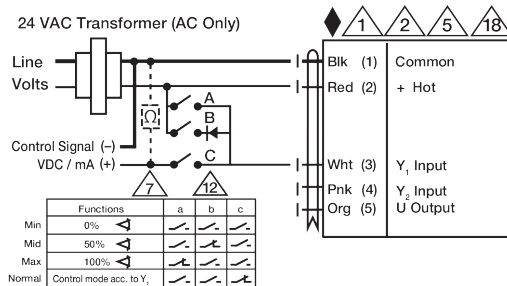 24 VAC Transformer (AC Only)
1 2 5 18
Line
Volts
Blk (1) Common
Red (2) + Hot
A
Ω
B
Control Signal (–)
VDC / mA (+)
C
Wht (3) Y1 Input
Pnk (4) Y2 Input
Org (5) U Output
7 12
Functions a b c
Min 0%
Mid 50%
Max 100%
Normal Control mode acc. to Y1